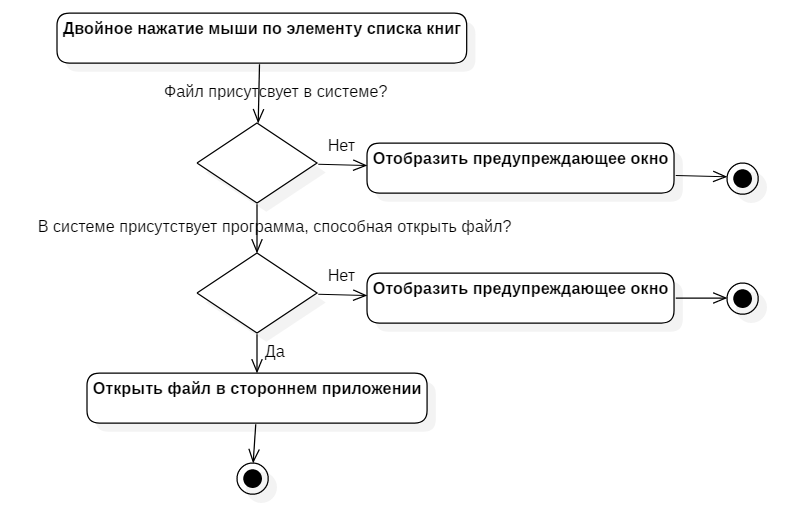 Двойное нажатие мыши по элементу списка книг
Файл присутсвует в системе?
Нет
Отобразить предупреждающее окно
В системе присутствует программа, способная открыть файл?
Нет
Отобразить предупреждающее окно
Да
Открыть файл в стороннем приложении